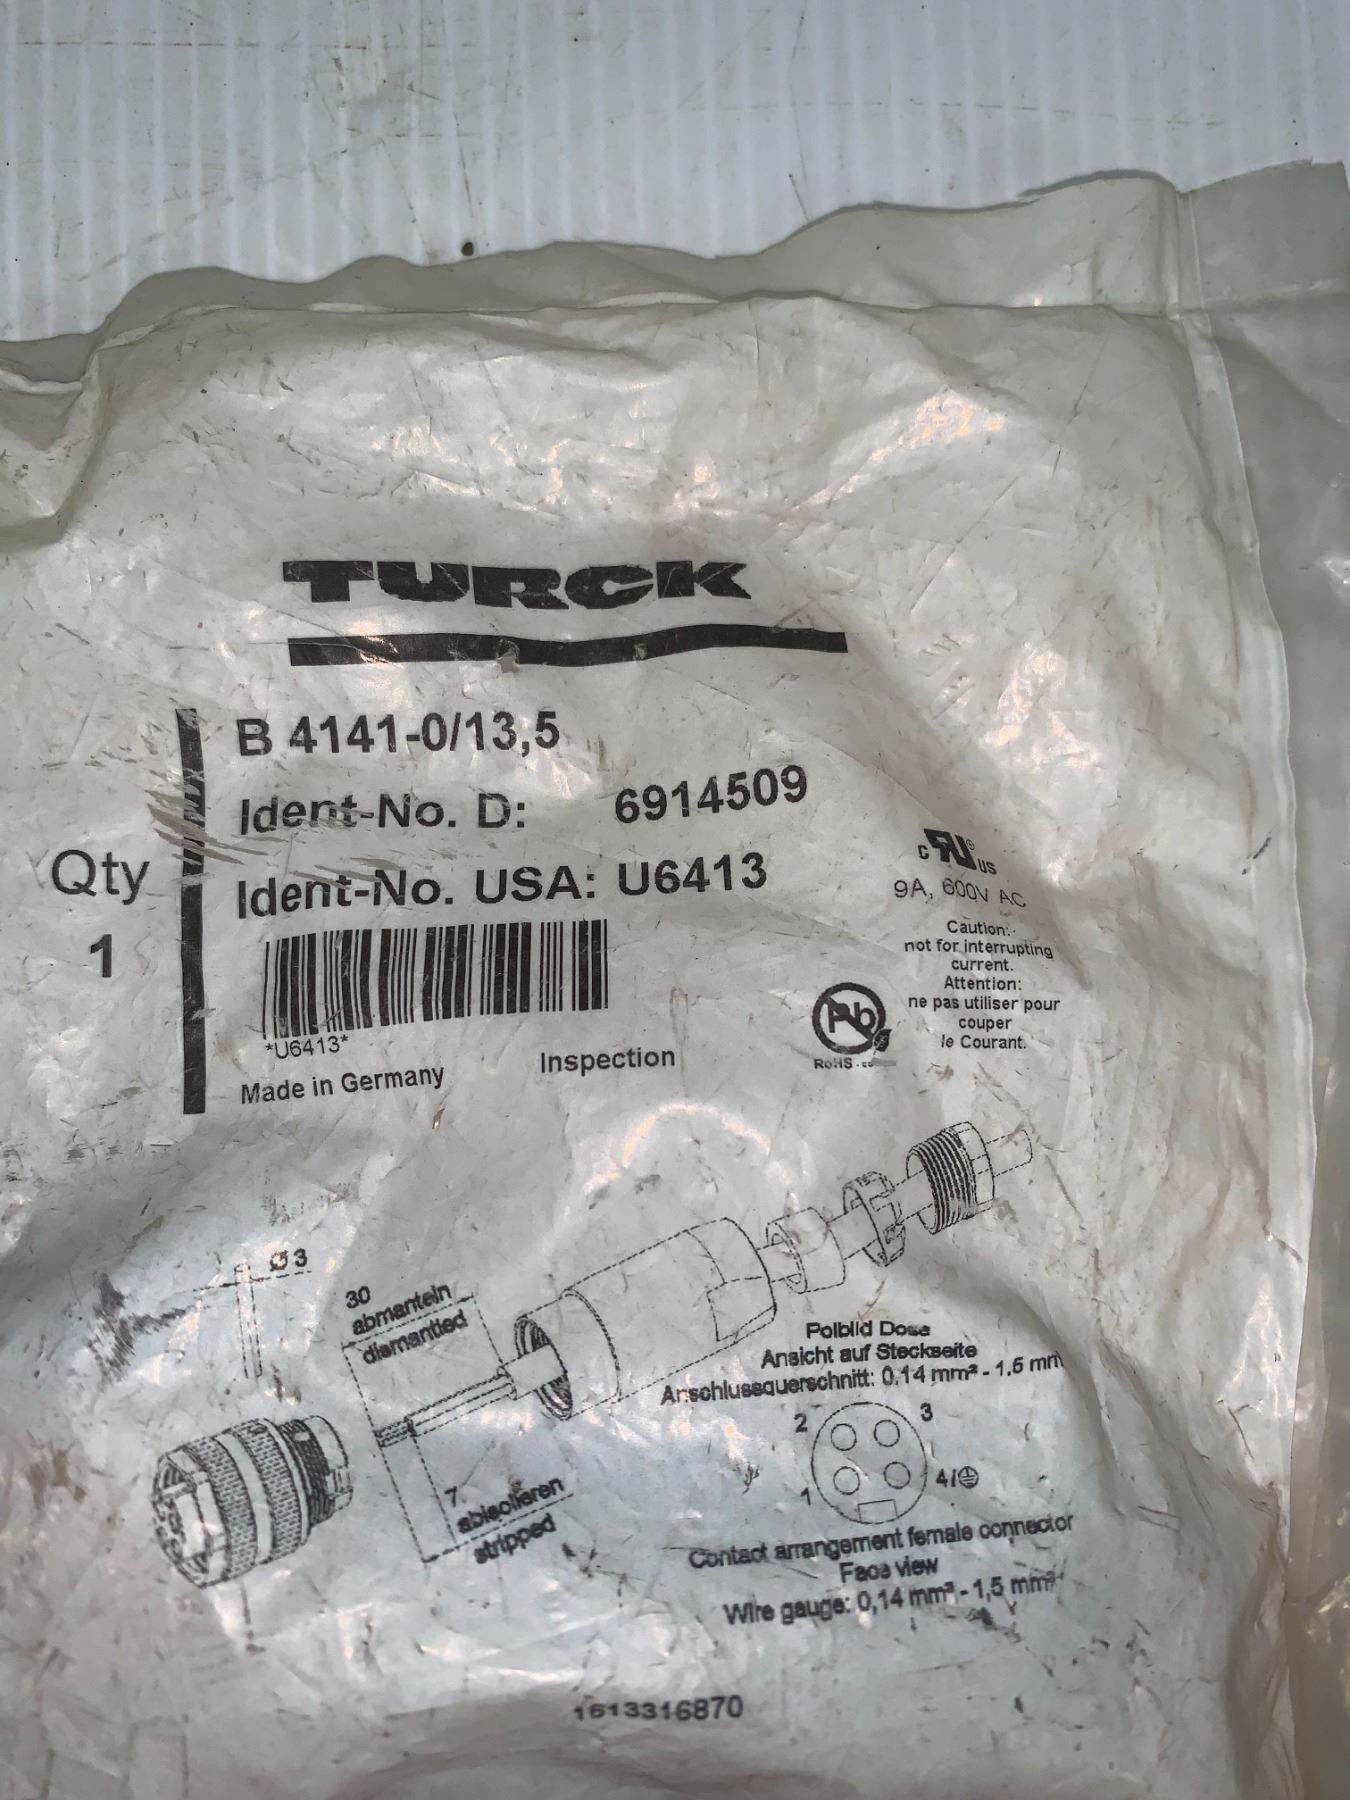 TURCK
B 4141-0/13,5
Ident-No. D: 6914509
Ident-No. USA: U6413
Qty
1
*U6413*
Made in Germany
Inspection
c RU ® US
9A, 600V AC
Caution:
not for interrupting
current.
Attention:
ne pas utiliser pour
couper
le Courant.
Pb
RoHS
Ø 3
30
abmanteln
dismantled
7
abisolieren
stripped
Polbild Dose
Ansicht auf Steckseite
Anschlussquerschnitt: 0,14 mm² - 1,5 mm
2
3
1
4/
Contact arrangement female connector
Face view
Wire gauge: 0,14 mm² - 1,5 mm²
1613316870